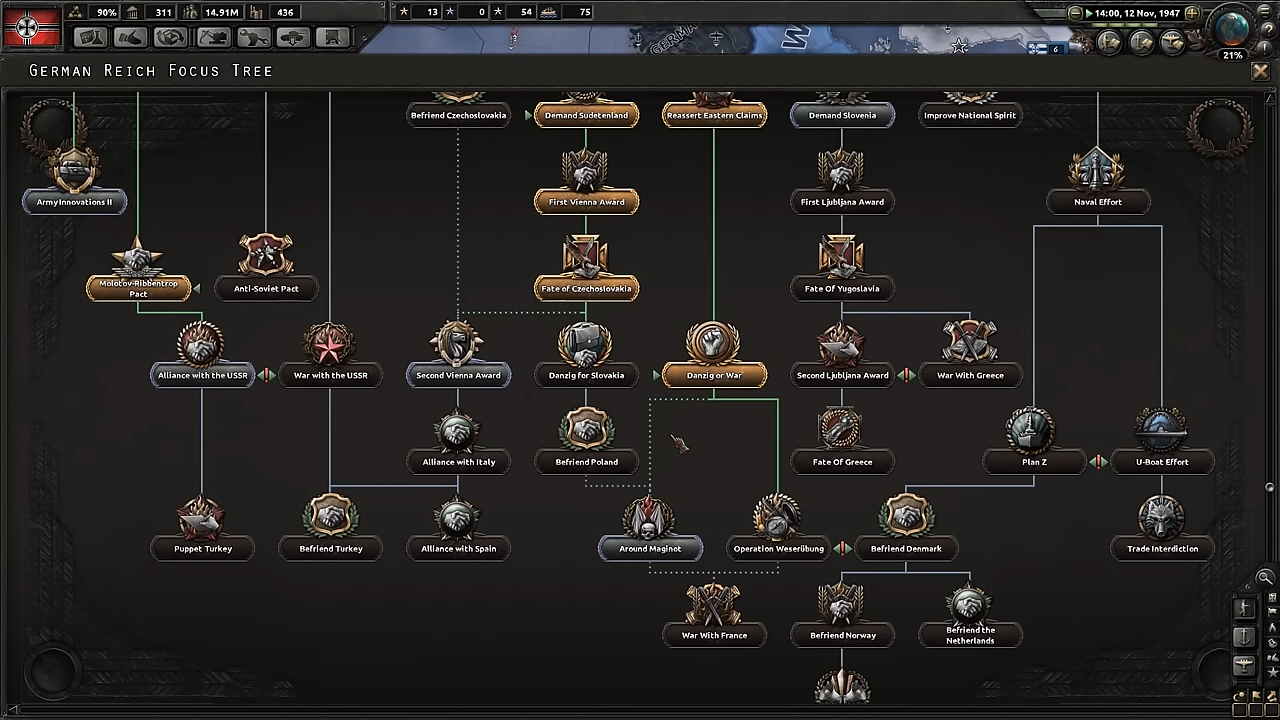 90%
311
14.91M
436
13
0
54
75
14:00, 12 Nov, 1947
GERMA
W
6
21%
German Reich Focus Tree
Befriend Czechoslovakia
Demand Sudetenland
Reassert Eastern Claims
Demand Slovenia
Improve National Spirit
Army Innovations II
First Vienna Award
First Ljubljana Award
Naval Effort
Molotov-Ribbentrop
Pact
Anti-Soviet Pact
Fate of Czechoslovakia
Fate Of Yugoslavia
Alliance with the USSR
War with the USSR
Second Vienna Award
Danzig for Slovakia
Danzig or War
Second Ljubljana Award
War With Greece
Alliance with Italy
Befriend Poland
Fate Of Greece
Plan Z
U-Boat Effort
Puppet Turkey
Befriend Turkey
Alliance with Spain
Around Maginot
Operation Weserübung
Befriend Denmark
Trade Interdiction
War With France
Befriend Norway
Befriend the
Netherlands